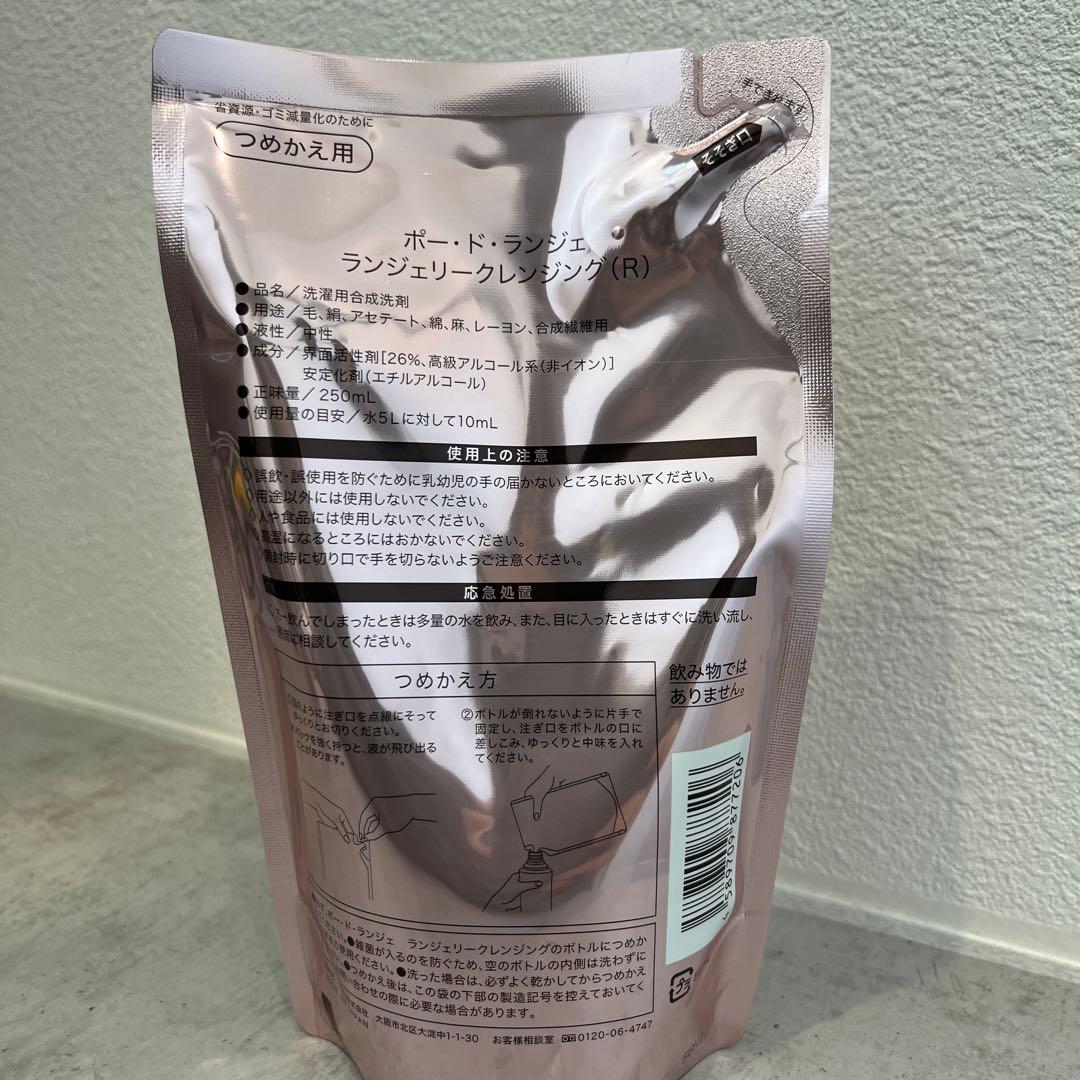 省資源・ゴミ減量化のために
つめかえ用
そそぎ口
ポー・ド・ランジェ
ランジェリークレンジング(R)
●品名／洗濯用合成洗剤
●用途／毛、絹、アセテート、綿、麻、レーヨン、合成繊維用
●液性／中性
●成分／界面活性剤[26%、高級アルコール系(非イオン)]
安定化剤(エチルアルコール)
●正味量／250mL
●使用量の目安／水5Lに対して10mL
使用上の注意
誤飲・誤使用を防ぐために乳幼児の手の届かないところにおいてください。
用途以外には使用しないでください。
人や食品には使用しないでください。
高温になるところにはおかないでください。
開封時に切り口で手を切らないようご注意ください。
応急処置
飲んでしまったときは多量の水を飲み、また、目に入ったときはすぐに洗い流し、
医師に相談してください。
つめかえ方
のように注ぎ口を点線にそって
ゆっくりとお切りください。
パックを強く持つと、液が飛び出る
ことがあります。
②ボトルが倒れないように片手で
固定し、注ぎ口をボトルの口に
差しこみ、ゆっくりと中味を入れ
てください。
飲み物では
ありません。
4589709 877206
ポー・ド・ランジェ ランジェリークレンジングのボトルにつめか
ください。●雑菌が入るのを防ぐため、空のボトルの内側は洗わずに
ご使用ください。●洗った場合は、必ずよく乾かしてからつめかえ
ください。●つめかえ後は、この袋の下部の製造記号を控えておいてく
問い合わせの際に必要な場合があります。
プラ
大阪市北区大淀中1-1-30 お客様相談室 0120-06-4747